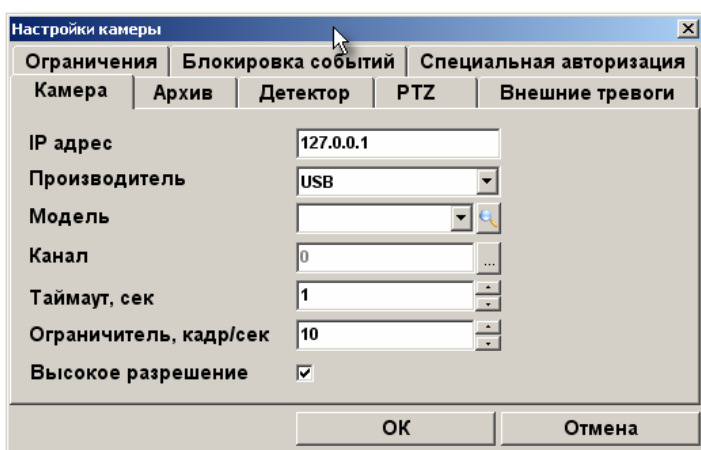 Настройки камеры
Ограничения Блокировка событий Специальная авторизация
Камера Архив Детектор PTZ Внешние тревоги
IP адрес 127.0.0.1
Производитель USB
Модель
Канал 0 ...
Таймаут, сек 1
Ограничитель, кадр/сек 10
Высокое разрешение
ОК Отмена